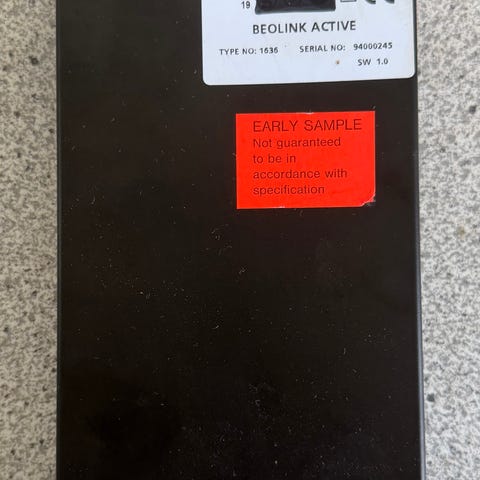 19
BEOLINK ACTIVE
TYPE NO: 1636 SERIAL NO: 94000245
SW 1.0
EARLY SAMPLE
Not guaranteed
to be in
accordance with
specification